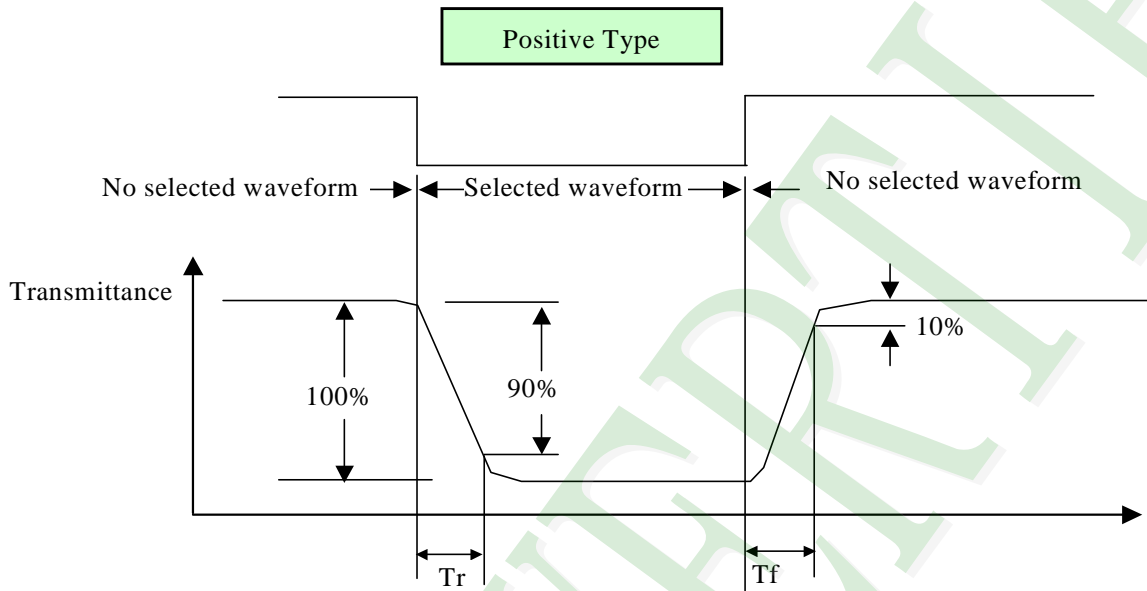 Positive Type
No selected waveform
Selected waveform
No selected waveform
Transmittance
100%
90%
10%
Tr
Tf